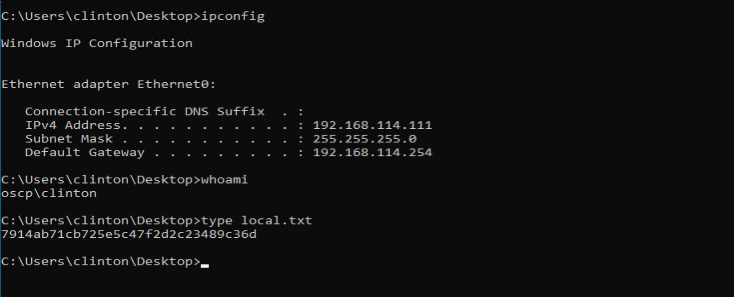 C:\Users\clinton\Desktop>ipconfig
Windows IP Configuration
Ethernet adapter Ethernet0:
Connection-specific DNS Suffix . :
IPv4 Address. . . . . . . . . . . : 192.168.114.111
Subnet Mask . . . . . . . . . . . : 255.255.255.0
Default Gateway . . . . . . . . . : 192.168.114.254
C:\Users\clinton\Desktop>whoami
oscp\clinton
C:\Users\clinton\Desktop>type local.txt
7914ab71cb725e5c47f2d2c23489c36d
C:\Users\clinton\Desktop>_